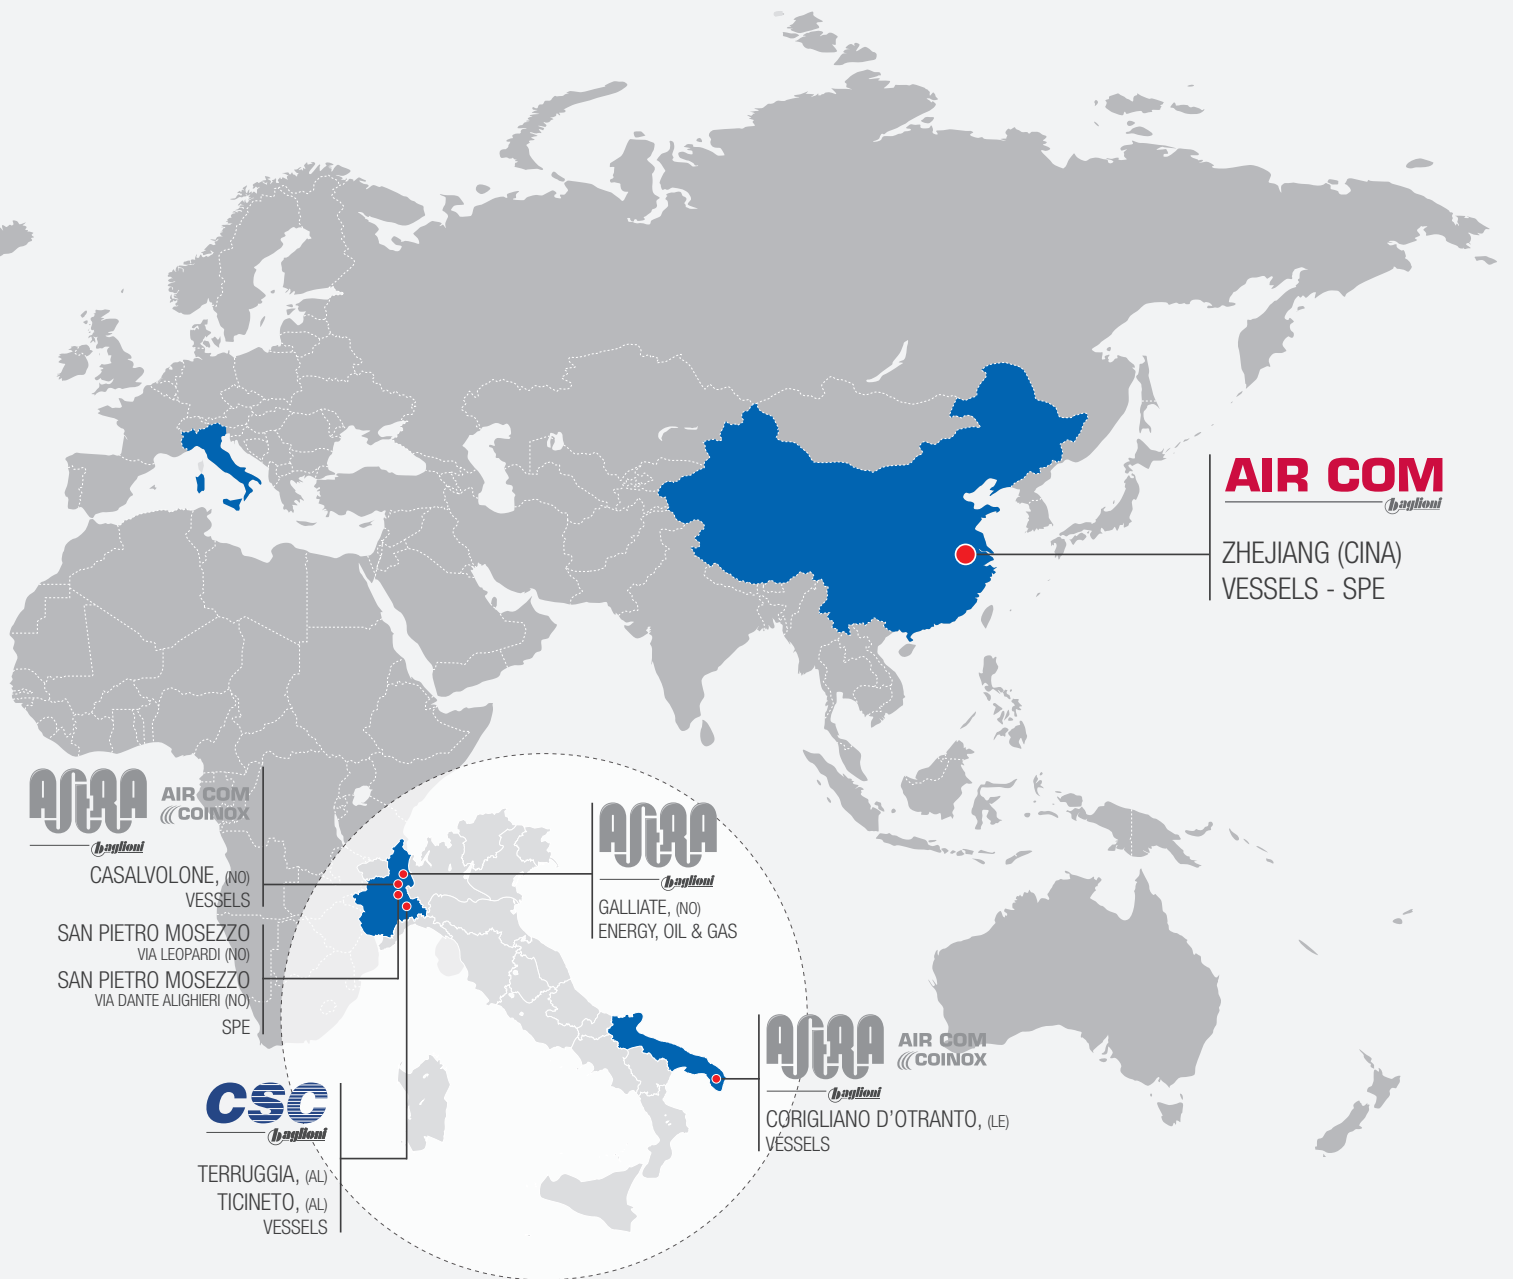 AIR COM
baglioni
ZHEJIANG (CINA)
VESSELS - SPE
ASTRA
AIR COM
COINOX
baglioni
CASALVOLONE, (NO)
VESSELS
SAN PIETRO MOSEZZO
VIA LEOPARDI (NO)
SAN PIETRO MOSEZZO
VIA DANTE ALIGHIERI (NO)
SPE
CSC
baglioni
TERRUGGIA, (AL)
TICINETO, (AL)
VESSELS
ASTRA
baglioni
GALLIATE, (NO)
ENERGY, OIL & GAS
ASTRA
AIR COM
COINOX
baglioni
CORIGLIANO D'OTRANTO, (LE)
VESSELS